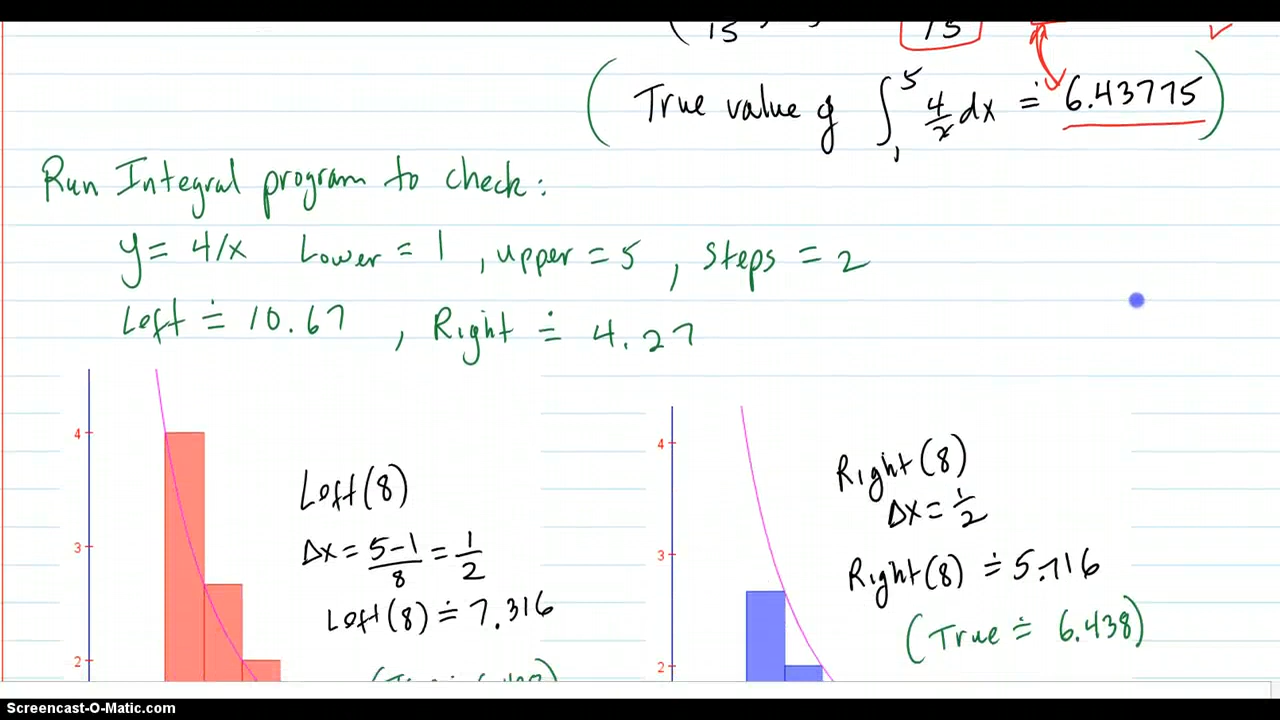 ( 15 15
( True value of ∫₁⁵ 4/x dx ≐ 6.43775 )
Run Integral program to check:
y = 4/x Lower = 1 , upper = 5 , steps = 2
Left ≐ 10.67 , Right ≐ 4.27
4
3
2
Left(8)
Δx = 5-1/8 = 1/2
Left(8) ≐ 7.316
4
3
2
Right(8)
Δx = 1/2
Right(8) ≐ 5.716
(True ≐ 6.438)
Screencast-O-Matic.com